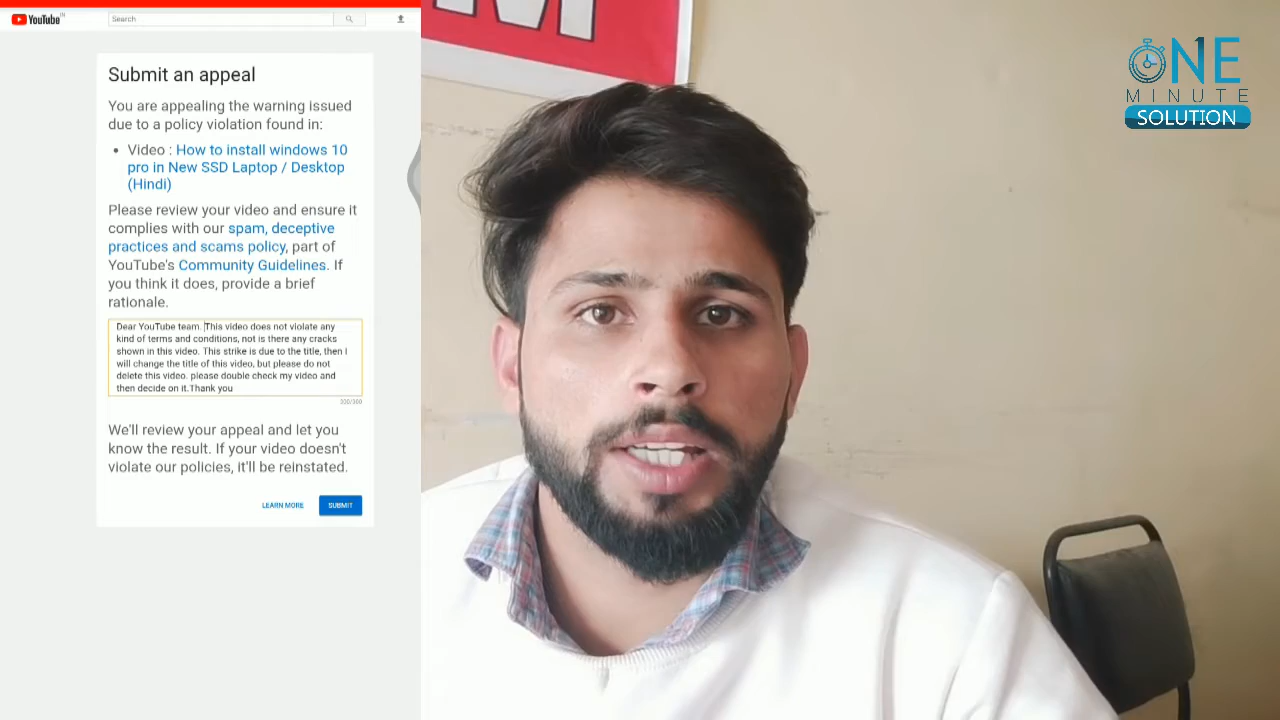 YouTube IN
Search
Submit an appeal
You are appealing the warning issued
due to a policy violation found in:
• Video : How to install windows 10
pro in New SSD Laptop / Desktop
(Hindi)
Please review your video and ensure it
complies with our spam, deceptive
practices and scams policy, part of
YouTube's Community Guidelines. If
you think it does, provide a brief
rationale.
Dear YouTube team. This video does not violate any
kind of terms and conditions, not is there any cracks
shown in this video. This strike is due to the title, then I
will change the title of this video, but please do not
delete this video. please double check my video and
then decide on it.Thank you
We'll review your appeal and let you
know the result. If your video doesn't
violate our policies, it'll be reinstated.
LEARN MORE
SUBMIT
M
ONE
MINUTE
SOLUTION